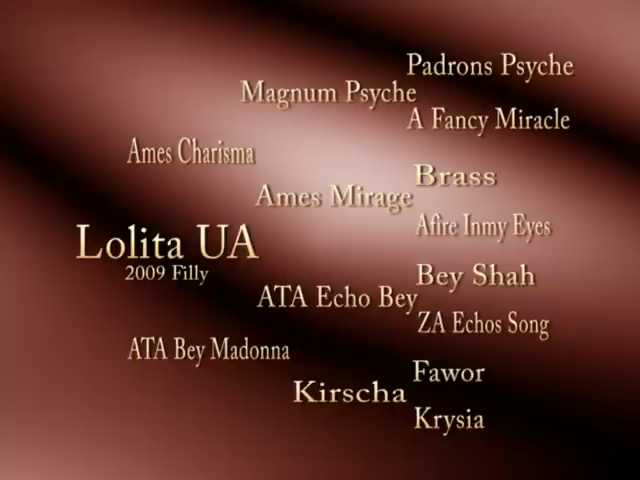 Padrons Psyche
Magnum Psyche
A Fancy Miracle
Ames Charisma
Brass
Ames Mirage
Afire Inmy Eyes
Lolita UA
2009 Filly
Bey Shah
ATA Echo Bey
ZA Echos Song
ATA Bey Madonna
Fawor
Kirscha
Krysia